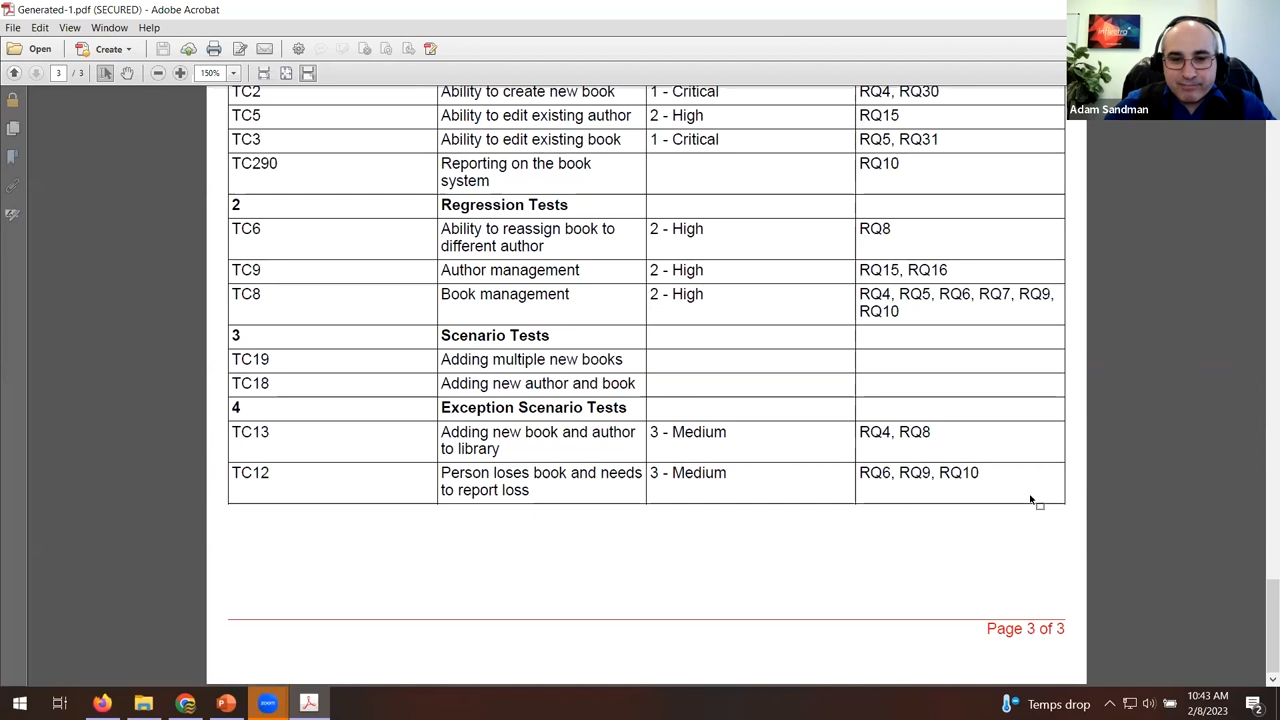 Generated-1.pdf (SECURED) - Adobe Acrobat
File Edit View Window Help
Open Create
3 / 3 150%
inflectra
Adam Sandman
TC2 Ability to create new book 1 - Critical RQ4, RQ30
TC5 Ability to edit existing author 2 - High RQ15
TC3 Ability to edit existing book 1 - Critical RQ5, RQ31
TC290 Reporting on the book RQ10
system
2 Regression Tests
TC6 Ability to reassign book to 2 - High RQ8
different author
TC9 Author management 2 - High RQ15, RQ16
TC8 Book management 2 - High RQ4, RQ5, RQ6, RQ7, RQ9,
RQ10
3 Scenario Tests
TC19 Adding multiple new books
TC18 Adding new author and book
4 Exception Scenario Tests
TC13 Adding new book and author 3 - Medium RQ4, RQ8
to library
TC12 Person loses book and needs 3 - Medium RQ6, RQ9, RQ10
to report loss
Page 3 of 3
zoom
Temps drop
10:43 AM
2/8/2023
2